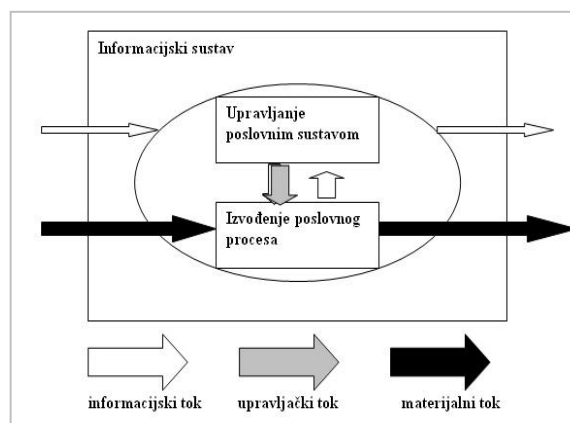 Informacijski sustav
Upravljanje
poslovnim sustavom
Izvođenje poslovnog
procesa
informacijski tok
upravljački tok
materijalni tok